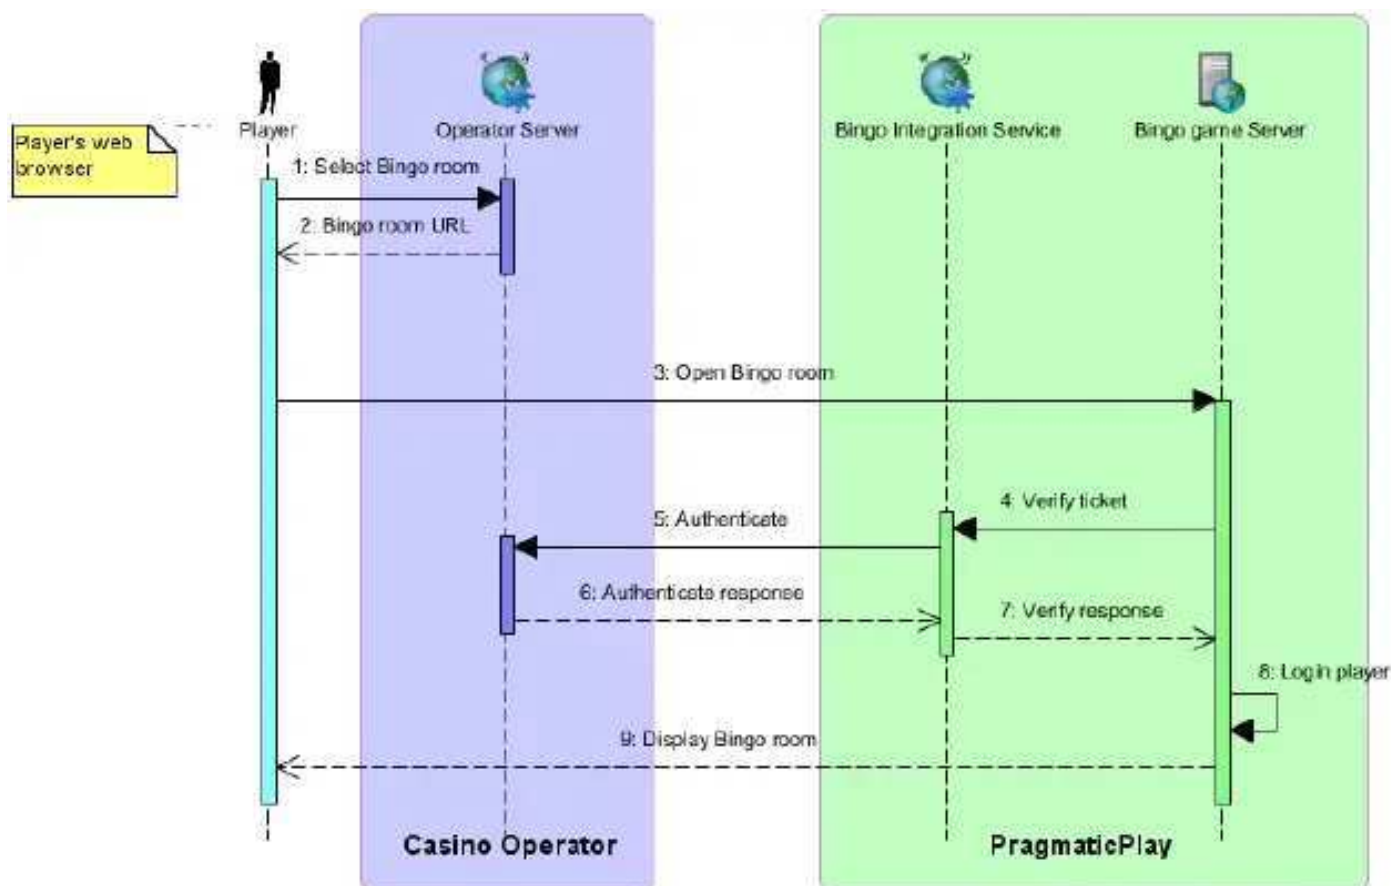 Player
Operator Server
Bingo Integration Service
Bingo game Server
Player's web
browser
1: Select Bingo room
2: Bingo room URL
3: Open Bingo room
4: Verify ticket
5: Authenticate
6: Authenticate response
7: Verify response
8: Login player
9: Display Bingo room
Casino Operator
PragmaticPlay